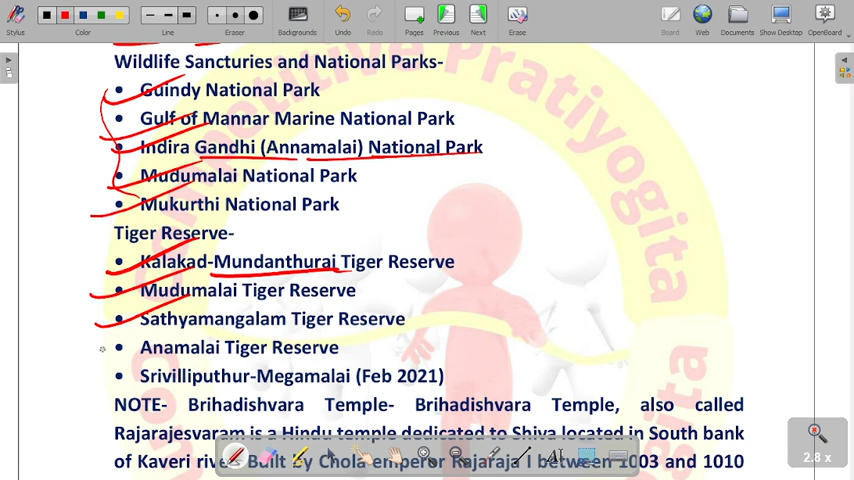 Stylus
Color
Line
Eraser
Backgrounds
Undo
Redo
Pages
Previous
Next
Erase
Board
Web
Documents
Show Desktop
OpenBoard
Wildlife Sancturies and National Parks-
• Guindy National Park
• Gulf of Mannar Marine National Park
• Indira Gandhi (Annamalai) National Park
• Mudumalai National Park
• Mukurthi National Park
Tiger Reserve-
• Kalakad-Mundanthurai Tiger Reserve
• Mudumalai Tiger Reserve
• Sathyamangalam Tiger Reserve
• Anamalai Tiger Reserve
• Srivilliputhur-Megamalai (Feb 2021)
NOTE- Brihadishvara Temple- Brihadishvara Temple, also called
Rajarajesvaram is a Hindu temple dedicated to Shiva located in South bank
of Kaveri rive Built by Chola emperor Rajaraja I between 1003 and 1010
2.8 x
Competitive Pratiyogita